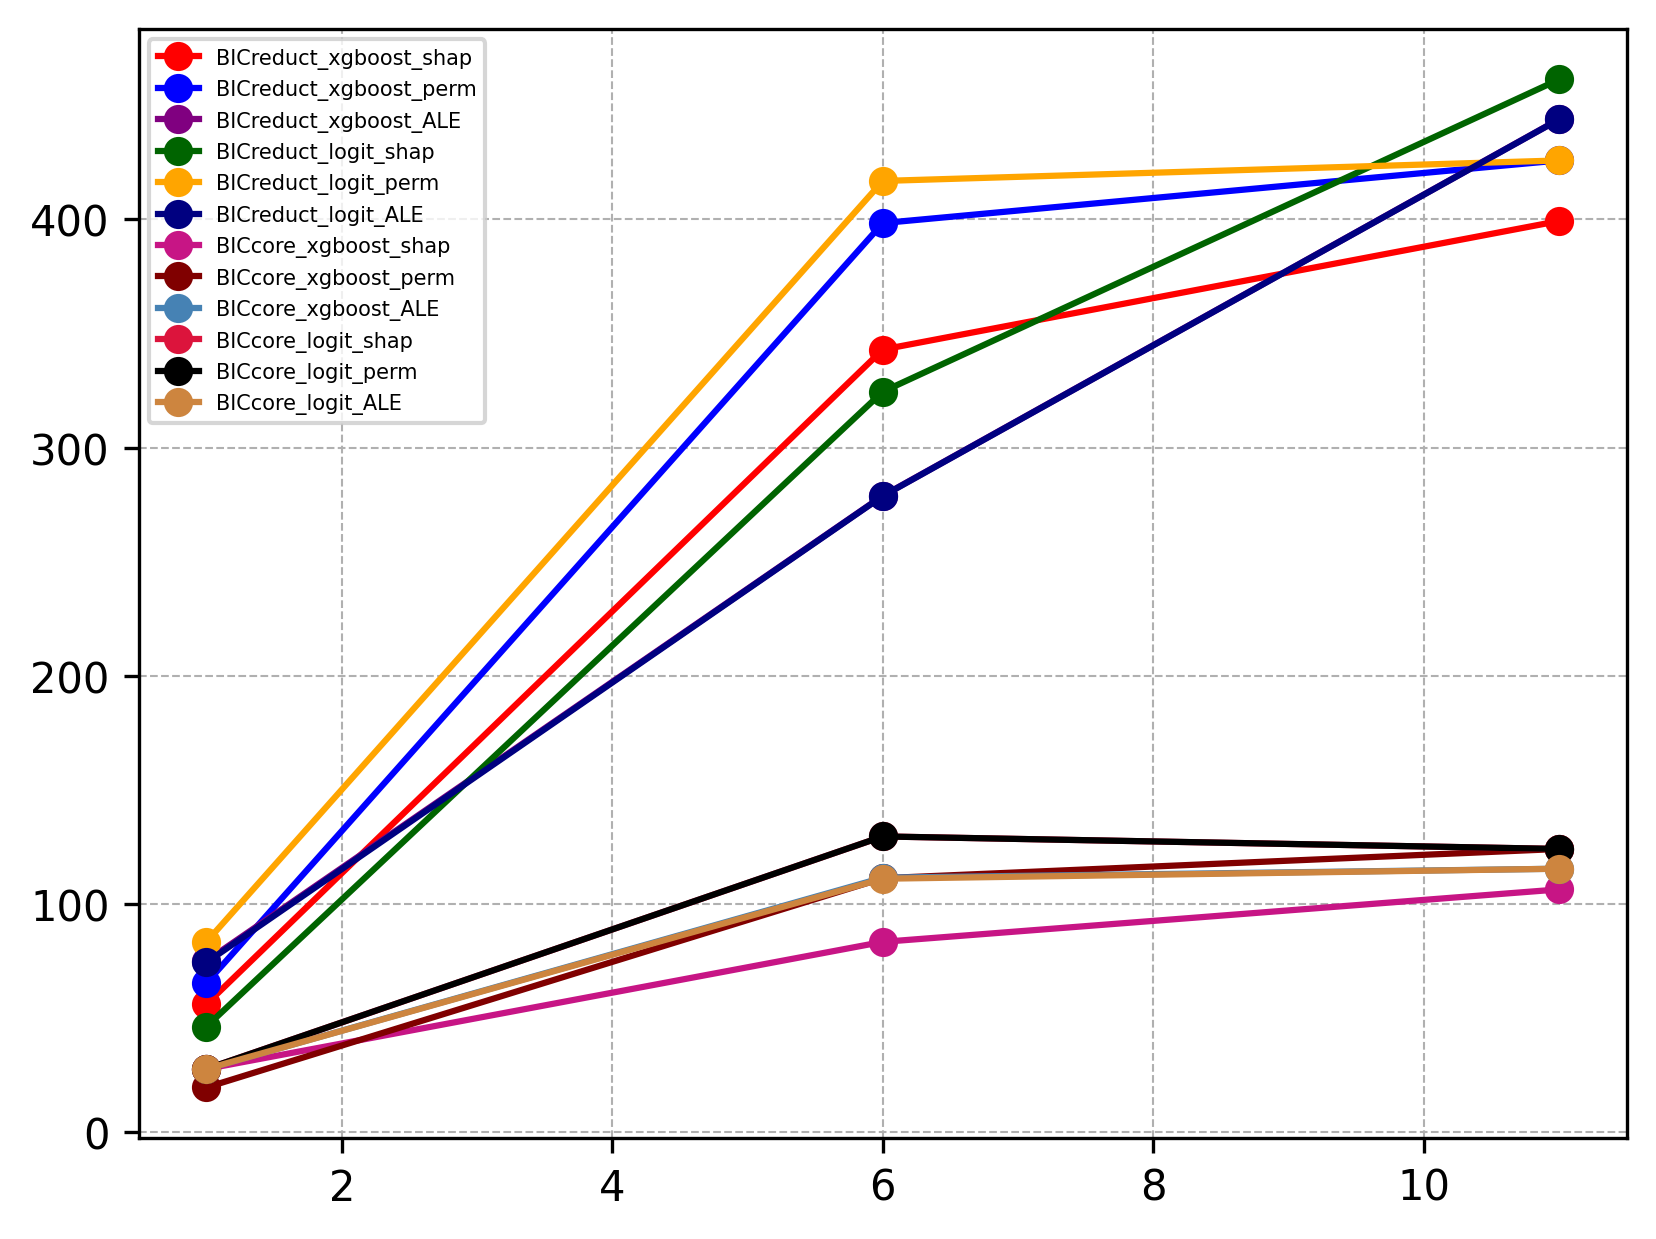 BICreduct_xgboost_shap
BICreduct_xgboost_perm
BICreduct_xgboost_ALE
BICreduct_logit_shap
BICreduct_logit_perm
BICreduct_logit_ALE
BICcore_xgboost_shap
BICcore_xgboost_perm
BICcore_xgboost_ALE
BICcore_logit_shap
BICcore_logit_perm
BICcore_logit_ALE
400
300
200
100
0
2 4 6 8 10